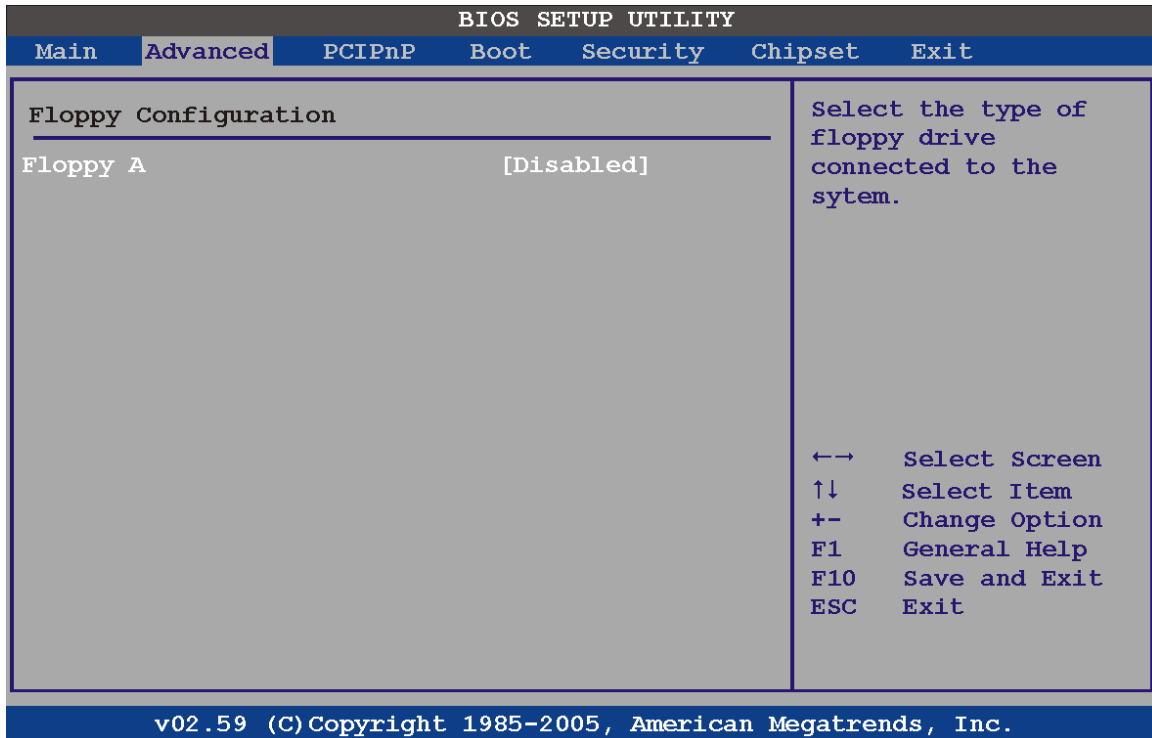 BIOS SETUP UTILITY
Main Advanced PCIPnP Boot Security Chipset Exit
Floppy Configuration
Floppy A [Disabled]
Select the type of
floppy drive
connected to the
sytem.
←→ Select Screen
↑↓ Select Item
+- Change Option
F1 General Help
F10 Save and Exit
ESC Exit
v02.59 (C)Copyright 1985-2005, American Megatrends, Inc.